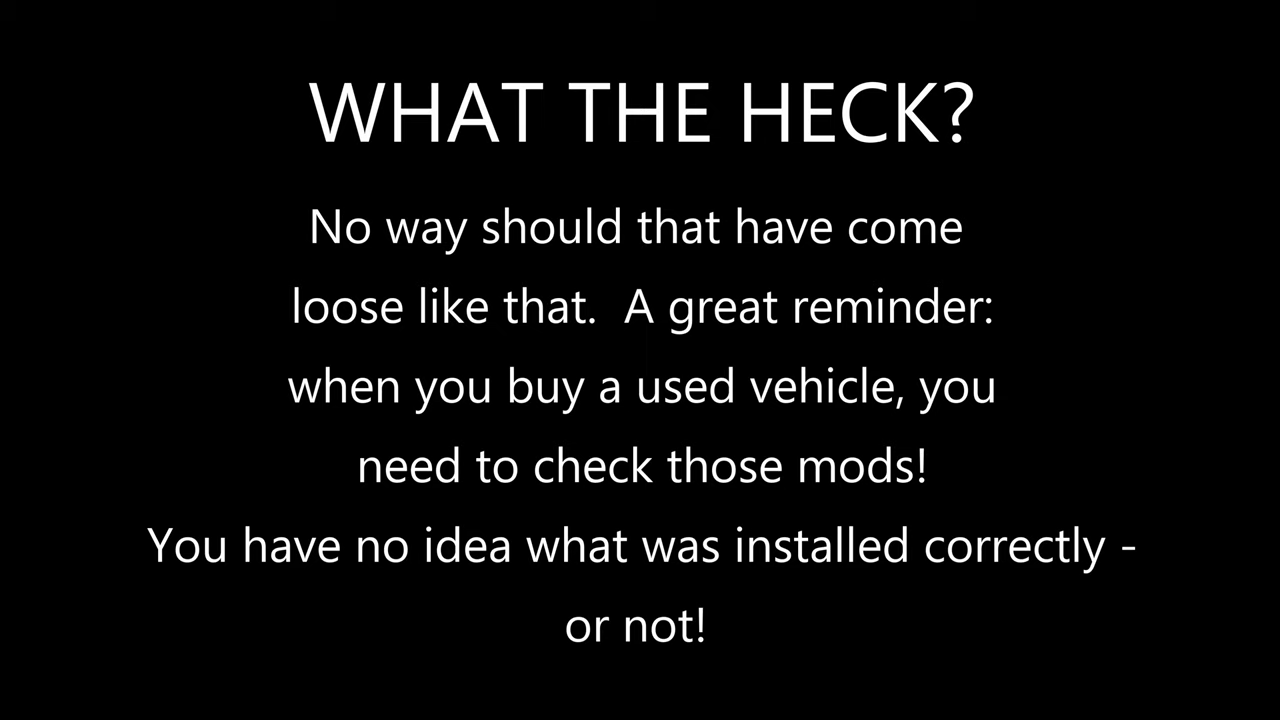 WHAT THE HECK?
No way should that have come
loose like that.  A great reminder:
when you buy a used vehicle, you
need to check those mods!
You have no idea what was installed correctly -
or not!